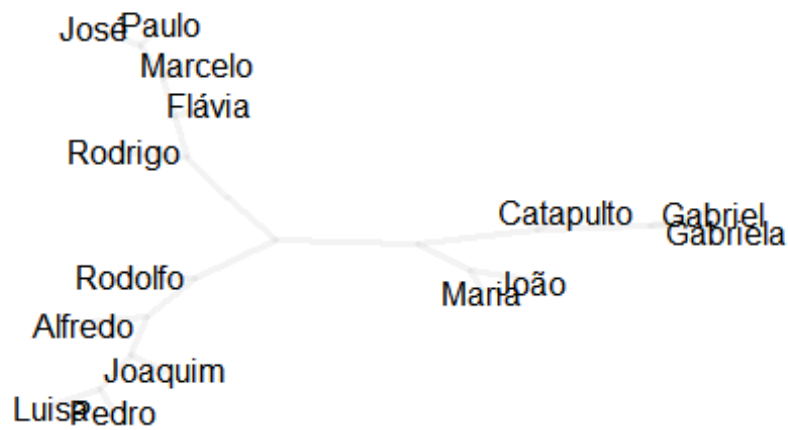 José
Paulo
Marcelo
Flávia
Rodrigo
Catapulto
Gabriel
Gabriela
Rodolfo
João
Maria
Alfredo
Joaquim
Luisa
Pedro